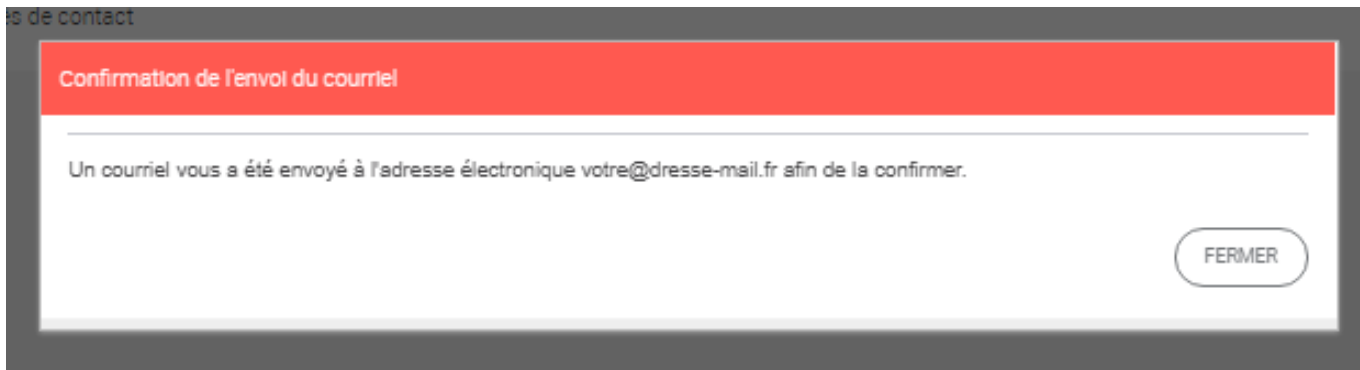 es de contact
Confirmation de l'envoi du courriel
Un courriel vous a été envoyé à l'adresse électronique votre@dresse-mail.fr afin de la confirmer.
FERMER